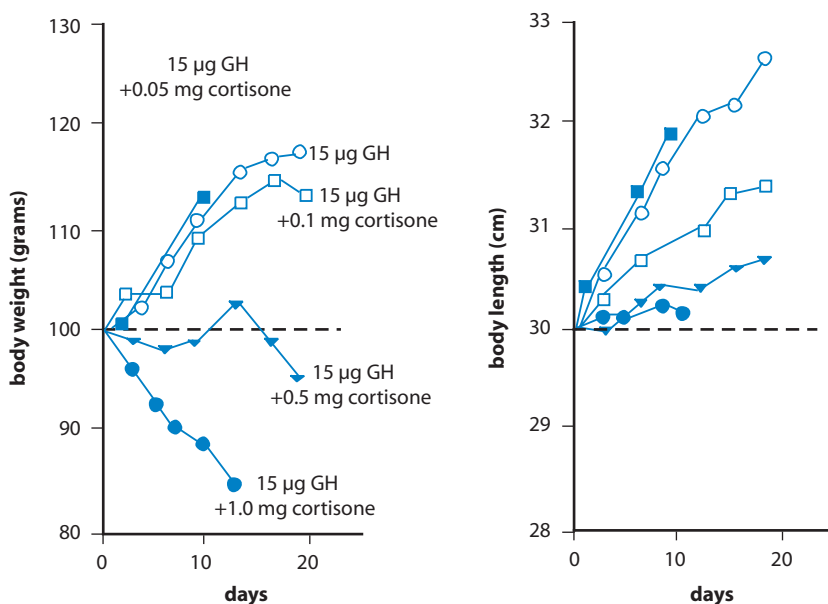 130
15 µg GH
+0.05 mg cortisone
120
15 µg GH
15 µg GH
+0.1 mg cortisone
110
100
15 µg GH
+0.5 mg cortisone
90
15 µg GH
+1.0 mg cortisone
80
0
10
20
body weight (grams)
days
33
32
31
30
29
28
0
10
20
body length (cm)
days